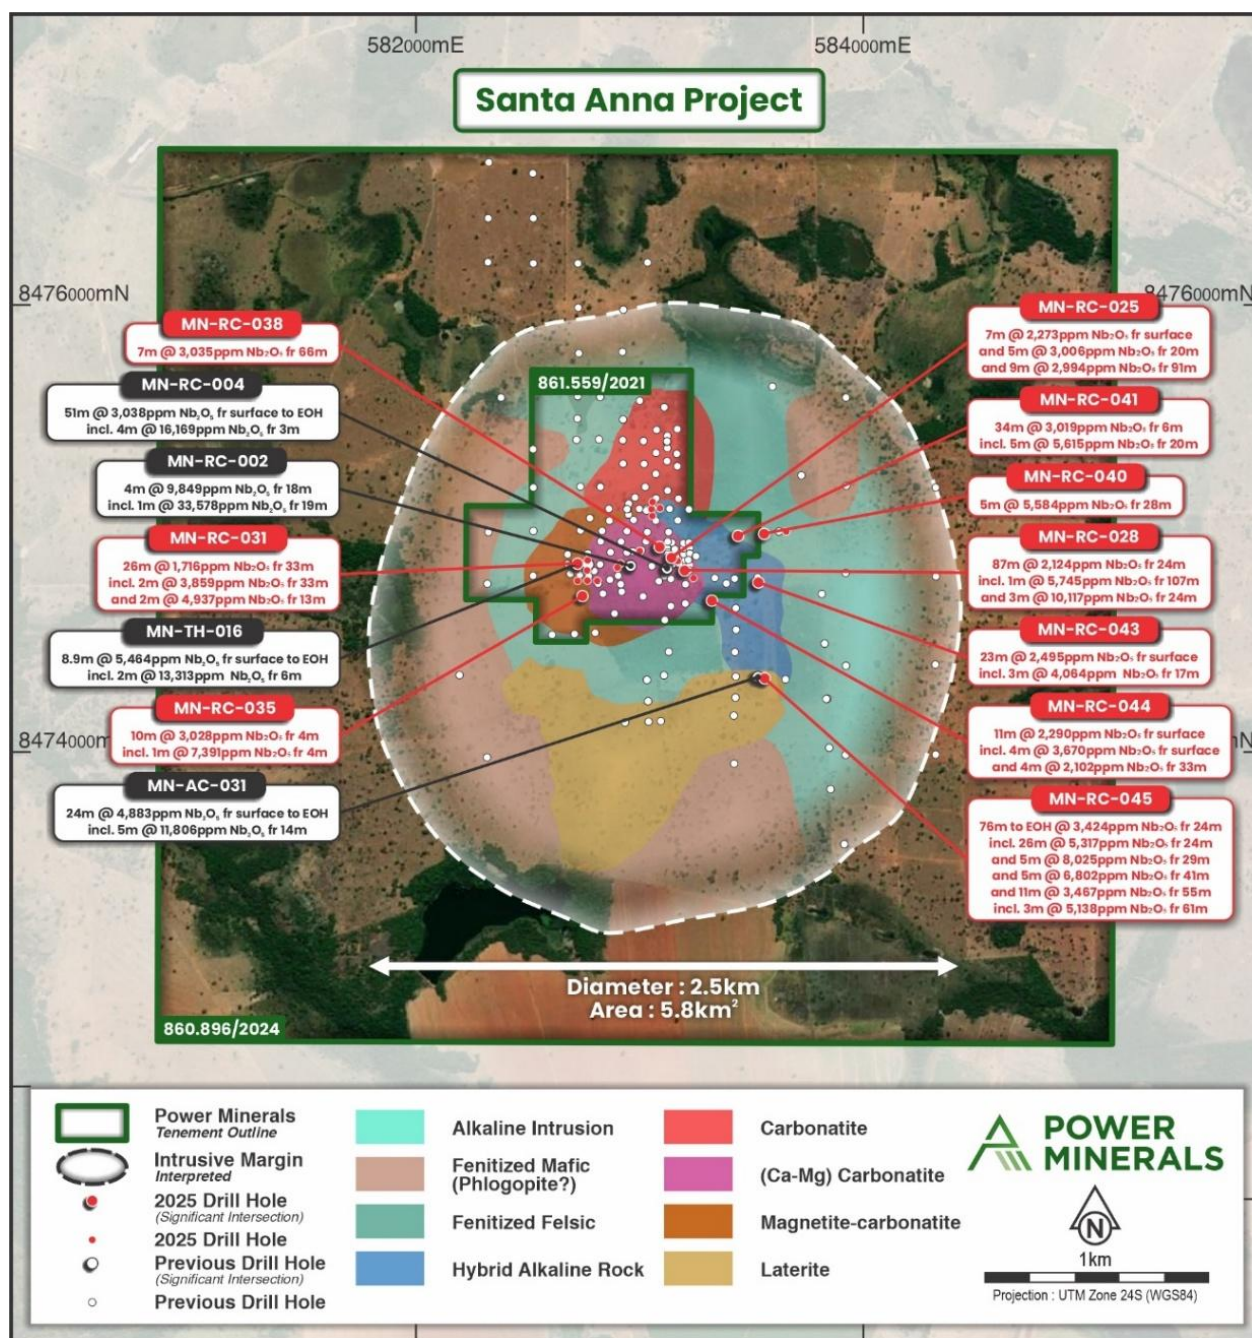 582000mE
584000mE
Santa Anna Project
8476000mN
8476000mN
MN-RC-038
7m @ 3,035ppm Nb₂O₅ fr 66m
MN-RC-004
51m @ 3,038ppm Nb₂O₅ fr surface to EOH
incl. 4m @ 16,169ppm Nb₂O₅ fr 3m
MN-RC-002
4m @ 9,849ppm Nb₂O₅ fr 18m
incl. 1m @ 33,578ppm Nb₂O₅ fr 19m
MN-RC-031
26m @ 1,716ppm Nb₂O₅ fr 33m
incl. 2m @ 3,859ppm Nb₂O₅ fr 33m
and 2m @ 4,937ppm Nb₂O₅ fr 13m
MN-TH-016
8.9m @ 5,464ppm Nb₂O₅ fr surface to EOH
incl. 2m @ 13,313ppm Nb₂O₅ fr 6m
MN-RC-035
10m @ 3,028ppm Nb₂O₅ fr 4m
incl. 1m @ 7,391ppm Nb₂O₅ fr 4m
8474000m
MN-AC-031
24m @ 4,883ppm Nb₂O₅ fr surface to EOH
incl. 5m @ 11,806ppm Nb₂O₅ fr 14m
861.559/2021
MN-RC-025
7m @ 2,273ppm Nb₂O₅ fr surface
and 5m @ 3,006ppm Nb₂O₅ fr 20m
and 9m @ 2,994ppm Nb₂O₅ fr 91m
MN-RC-041
34m @ 3,019ppm Nb₂O₅ fr 6m
incl. 5m @ 5,615ppm Nb₂O₅ fr 20m
MN-RC-040
5m @ 5,584ppm Nb₂O₅ fr 28m
MN-RC-028
87m @ 2,124ppm Nb₂O₅ fr 24m
incl. 1m @ 5,745ppm Nb₂O₅ fr 107m
and 3m @ 10,117ppm Nb₂O₅ fr 24m
MN-RC-043
23m @ 2,495ppm Nb₂O₅ fr surface
incl. 3m @ 4,064ppm Nb₂O₅ fr 17m
MN-RC-044
11m @ 2,290ppm Nb₂O₅ fr surface
incl. 4m @ 3,670ppm Nb₂O₅ fr surface
and 4m @ 2,102ppm Nb₂O₅ fr 33m
mN
MN-RC-045
76m to EOH @ 3,424ppm Nb₂O₅ fr 24m
incl. 26m @ 5,317ppm Nb₂O₅ fr 24m
and 5m @ 8,025ppm Nb₂O₅ fr 29m
and 5m @ 6,802ppm Nb₂O₅ fr 41m
and 11m @ 3,467ppm Nb₂O₅ fr 55m
incl. 3m @ 5,138ppm Nb₂O₅ fr 61m
Diameter : 2.5km
Area : 5.8km²
860.896/2024
Power Minerals
Tenement Outline
Intrusive Margin
Interpreted
2025 Drill Hole
(Significant Intersection)
2025 Drill Hole
Previous Drill Hole
(Significant Intersection)
Previous Drill Hole
Alkaline Intrusion
Fenitized Mafic
(Phlogopite?)
Fenitized Felsic
Hybrid Alkaline Rock
Carbonatite
(Ca-Mg) Carbonatite
Magnetite-carbonatite
Laterite
POWER
MINERALS
N
1km
Projection : UTM Zone 24S (WGS84)